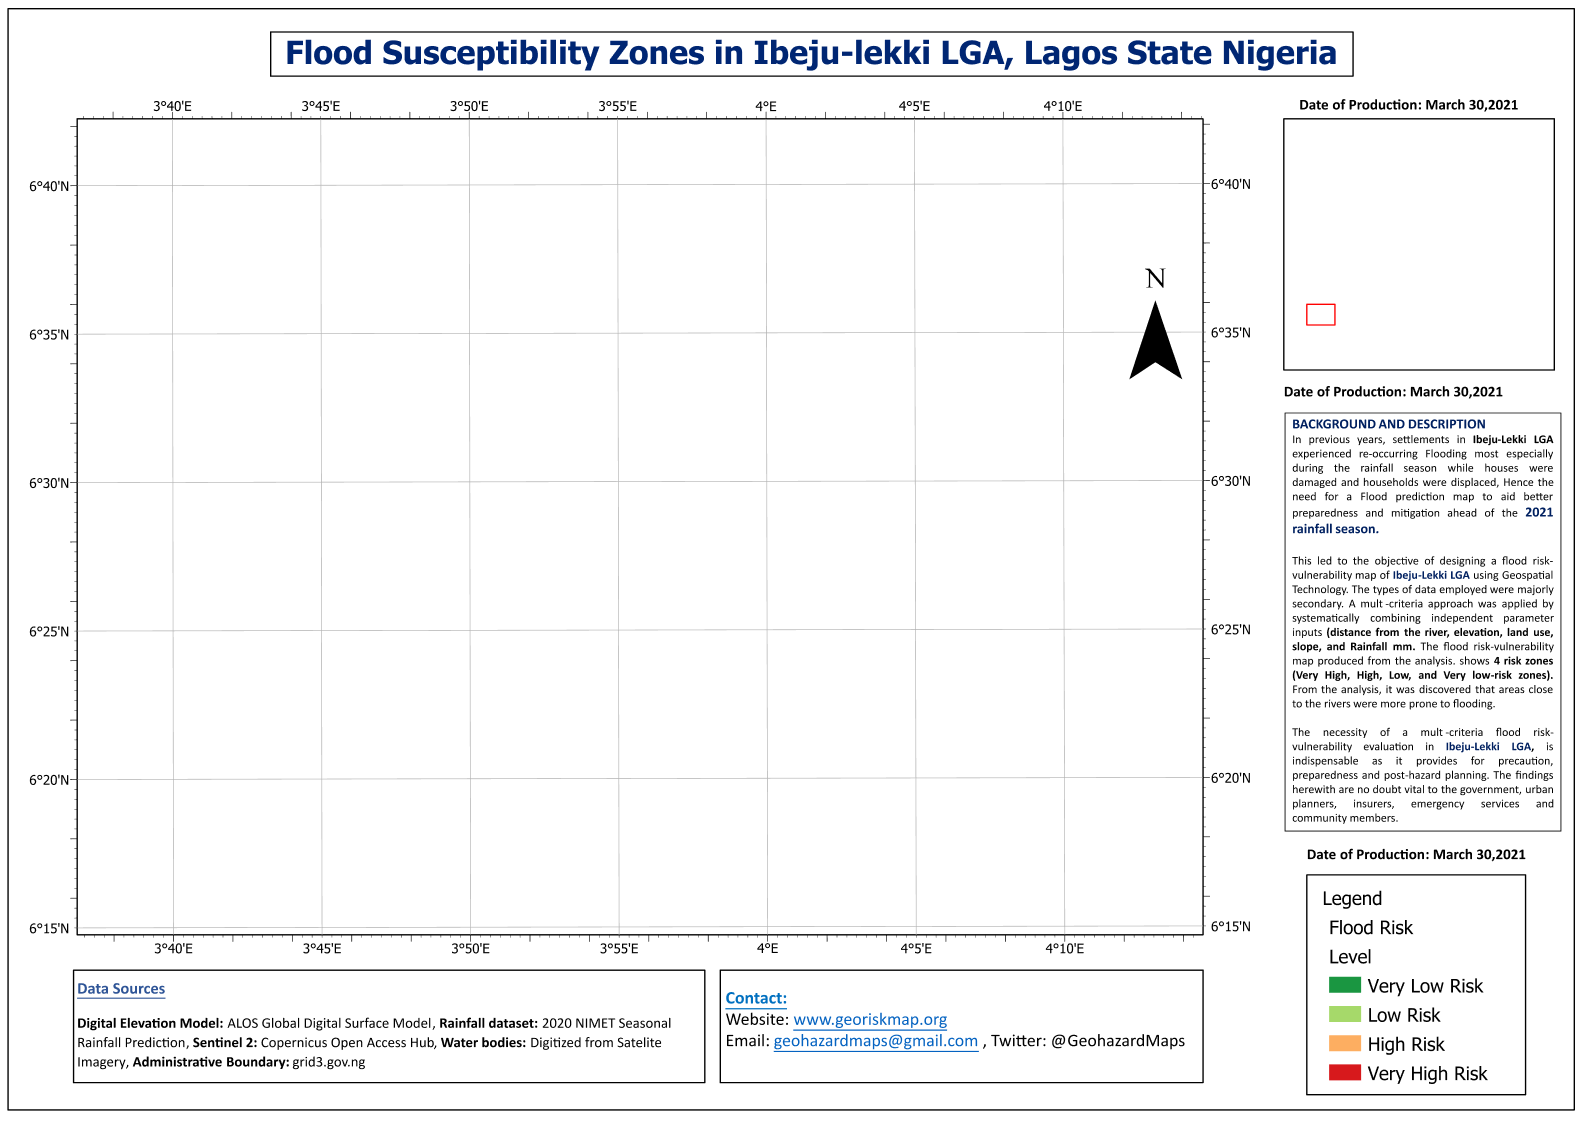 Flood Susceptibility Zones in Ibeju-lekki LGA, Lagos State Nigeria
3°40'E 3°45'E 3°50'E 3°55'E 4°E 4°5'E 4°10'E
6°40'N 6°40'N
6°35'N 6°35'N
6°30'N 6°30'N
6°25'N 6°25'N
6°20'N 6°20'N
6°15'N 6°15'N
3°40'E 3°45'E 3°50'E 3°55'E 4°E 4°5'E 4°10'E
N
Date of Production: March 30,2021
Date of Production: March 30,2021
BACKGROUND AND DESCRIPTION
In previous years, settlements in Ibeju-Lekki LGA
experienced re-occurring Flooding most especially
during the rainfall season while houses were
damaged and households were displaced, Hence the
need for a Flood prediction map to aid better
preparedness and mitigation ahead of the 2021
rainfall season.
This led to the objective of designing a flood risk-
vulnerability map of Ibeju-Lekki LGA using Geospatial
Technology. The types of data employed were majorly
secondary. A mult -criteria approach was applied by
systematically combining independent parameter
inputs (distance from the river, elevation, land use,
slope, and Rainfall mm. The flood risk-vulnerability
map produced from the analysis. shows 4 risk zones
(Very High, High, Low, and Very low-risk zones).
From the analysis, it was discovered that areas close
to the rivers were more prone to flooding.
The necessity of a mult -criteria flood risk-
vulnerability evaluation in Ibeju-Lekki LGA, is
indispensable as it provides for precaution,
preparedness and post-hazard planning. The findings
herewith are no doubt vital to the government, urban
planners, insurers, emergency services and
community members.
Date of Production: March 30,2021
Legend
Flood Risk
Level
Very Low Risk
Low Risk
High Risk
Very High Risk
Data Sources
Digital Elevation Model: ALOS Global Digital Surface Model, Rainfall dataset: 2020 NIMET Seasonal
Rainfall Prediction, Sentinel 2: Copernicus Open Access Hub, Water bodies: Digitized from Satelite
Imagery, Administrative Boundary: grid3.gov.ng
Contact:
Website: www.georiskmap.org
Email: geohazardmaps@gmail.com , Twitter: @GeohazardMaps